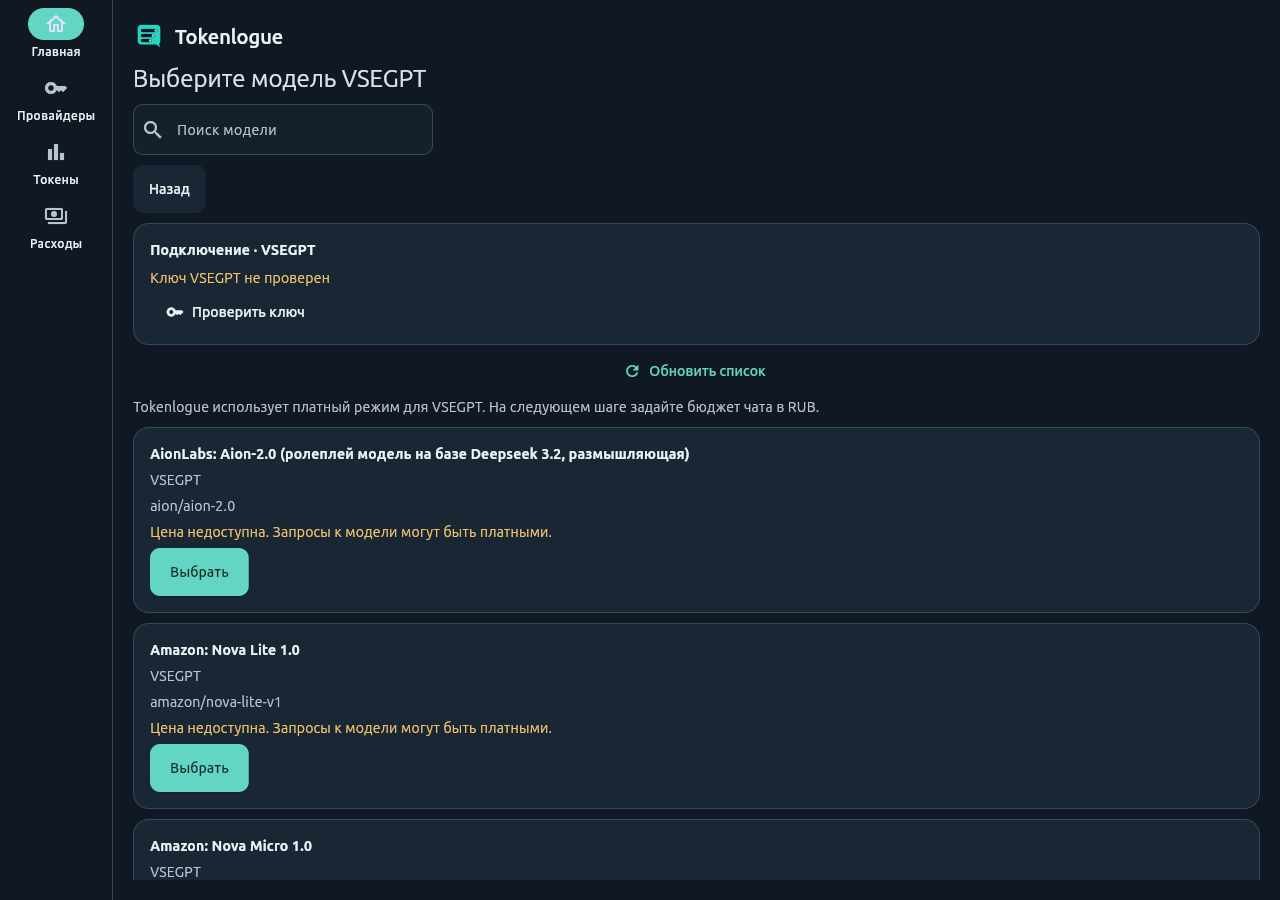 Главная
Провайдеры
Токены
Расходы
Tokenlogue
Выберите модель VSEGPT
Поиск модели
Назад
Подключение · VSEGPT
Ключ VSEGPT не проверен
Проверить ключ
Обновить список
Tokenlogue использует платный режим для VSEGPT. На следующем шаге задайте бюджет чата в RUB.
AionLabs: Aion-2.0 (ролеплей модель на базе Deepseek 3.2, размышляющая)
VSEGPT
aion/aion-2.0
Цена недоступна. Запросы к модели могут быть платными.
Выбрать
Amazon: Nova Lite 1.0
VSEGPT
amazon/nova-lite-v1
Цена недоступна. Запросы к модели могут быть платными.
Выбрать
Amazon: Nova Micro 1.0
VSEGPT